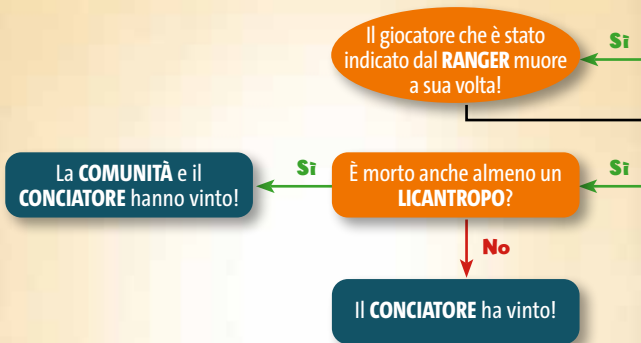 Il giocatore che è stato
indicato dal RANGER muore
a sua volta!
Sì
La COMUNITÀ e il
CONCIATORE hanno vinto!
Sì
È morto anche almeno un
LICANTROPO?
Sì
No
Il CONCIATORE ha vinto!